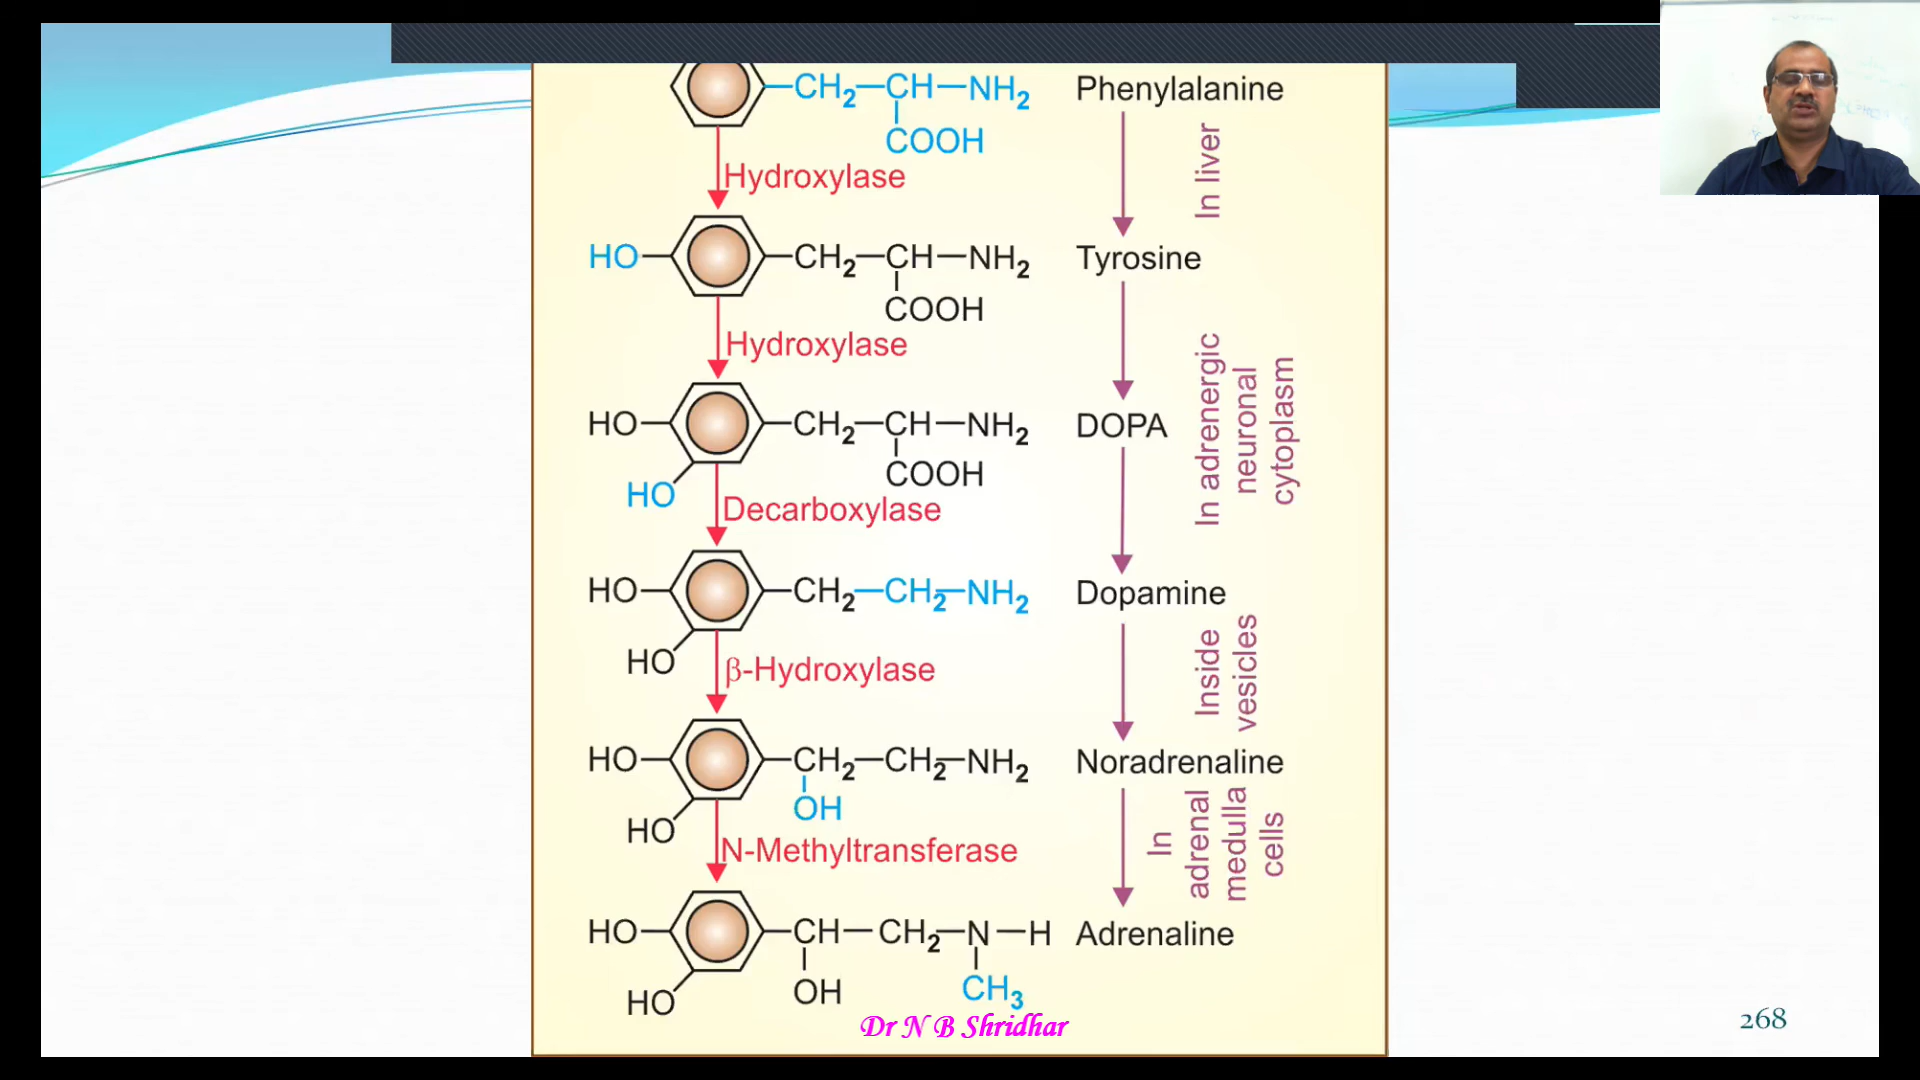 CH2—CH—NH2 Phenylalanine
COOH
Hydroxylase
In liver
HO CH2—CH—NH2 Tyrosine
COOH
Hydroxylase
HO CH2—CH—NH2 DOPA
COOH
HO
Decarboxylase
In adrenergic
neuronal
cytoplasm
HO CH2—CH2—NH2 Dopamine
HO
β-Hydroxylase
Inside
vesicles
HO CH2—CH2—NH2 Noradrenaline
OH
HO
N-Methyltransferase
In
adrenal
medulla
cells
HO CH—CH2—N—H Adrenaline
HO OH CH3
Dr N B Shridhar
268